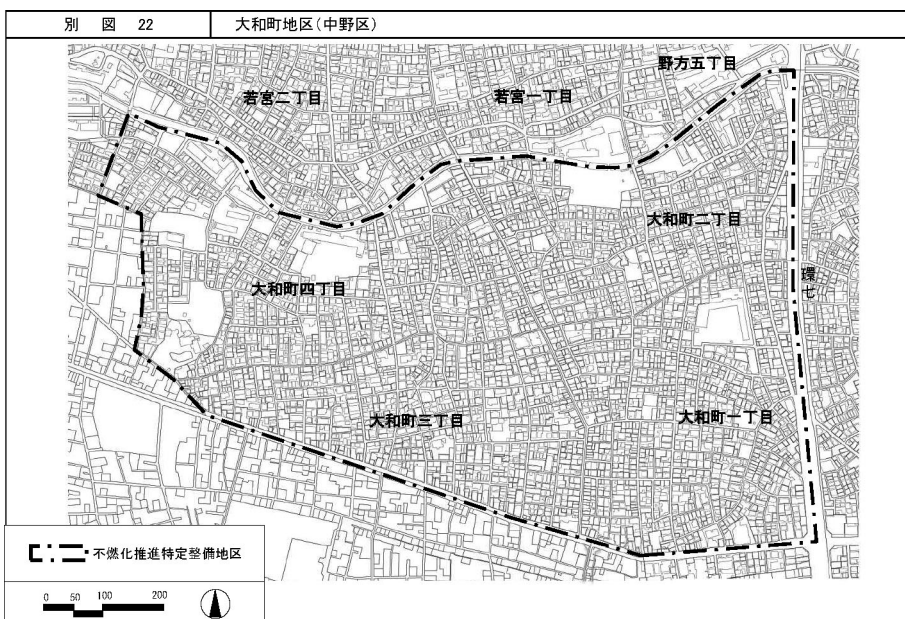 別 図 22
大和町地区(中野区)
野方五丁目
若宮二丁目
若宮一丁目
大和町二丁目
環七
大和町四丁目
大和町三丁目
大和町一丁目
不燃化推進特定整備地区
0 50 100 200